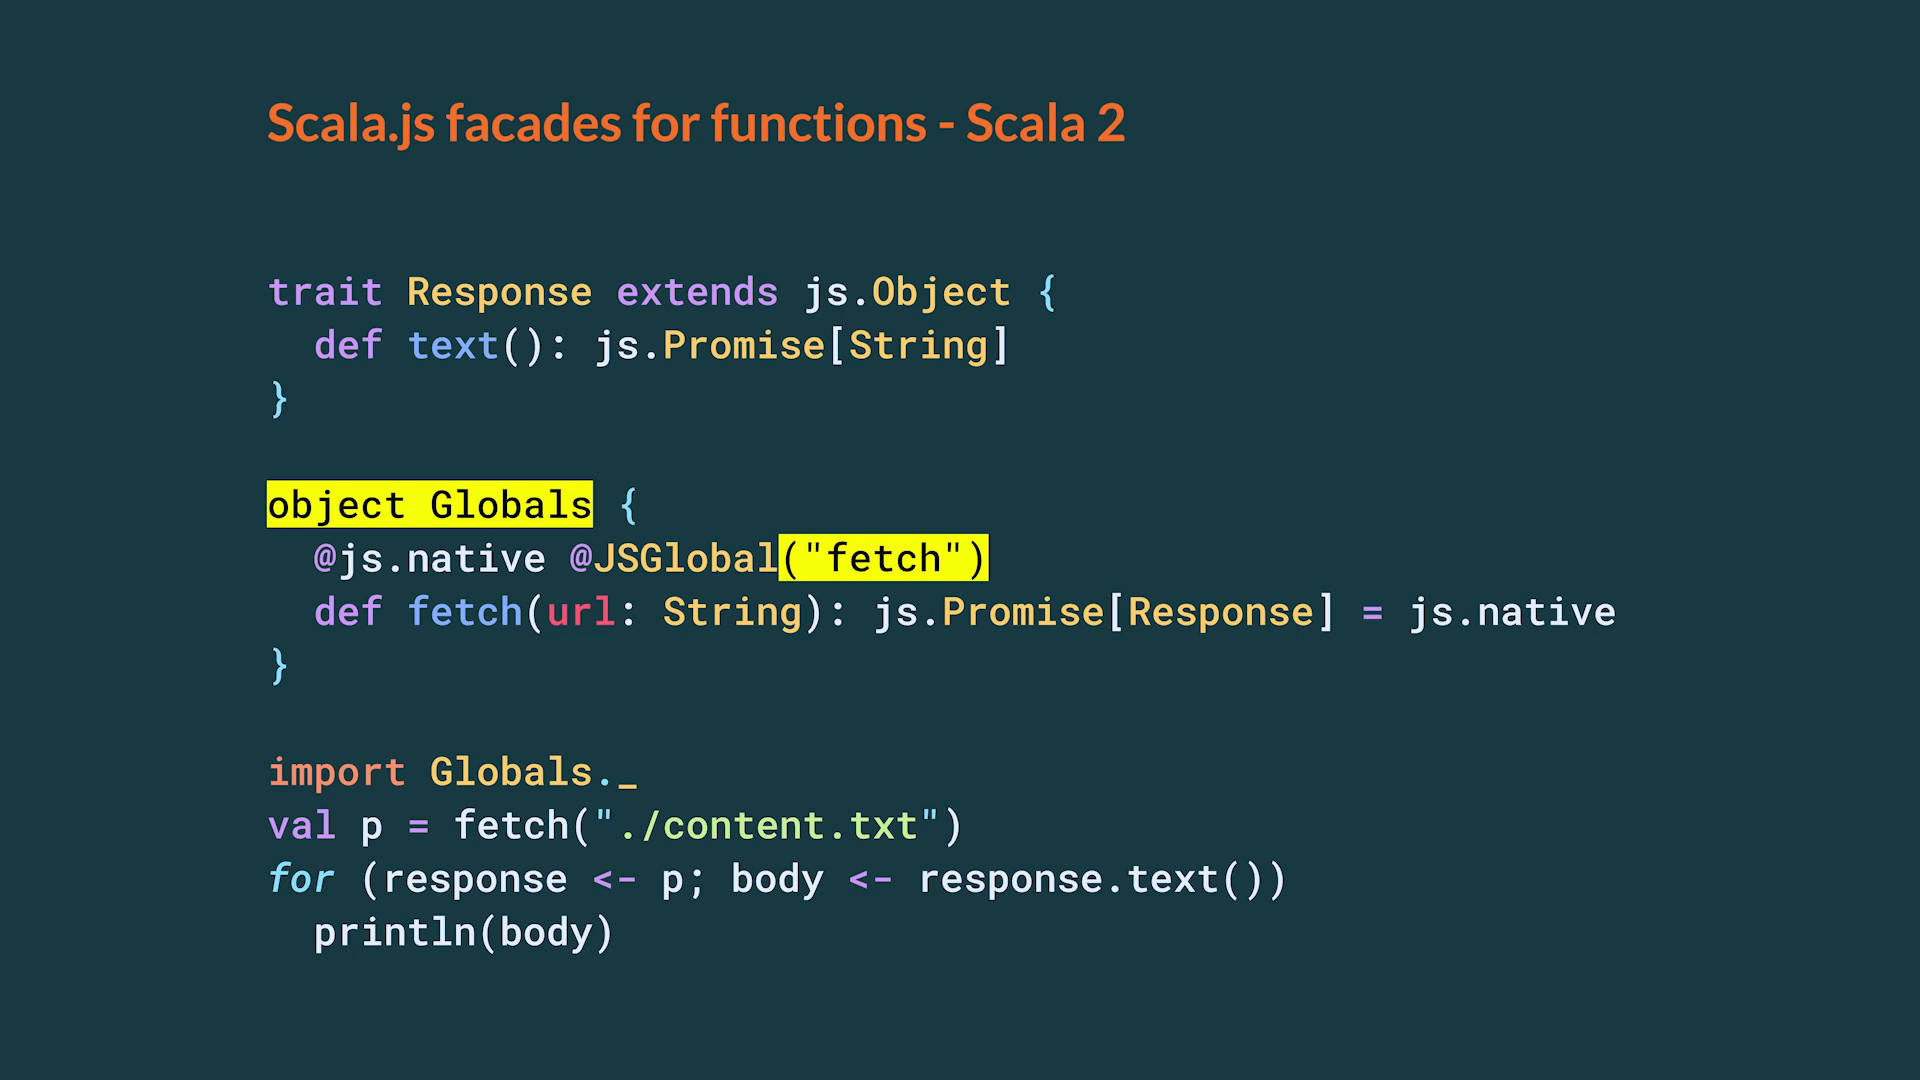 Scala.js facades for functions - Scala 2
trait Response extends js.Object {
  def text(): js.Promise[String]
}
object Globals {
  @js.native @JSGlobal("fetch")
  def fetch(url: String): js.Promise[Response] = js.native
}
import Globals._
val p = fetch("./content.txt")
for (response <- p; body <- response.text())
  println(body)